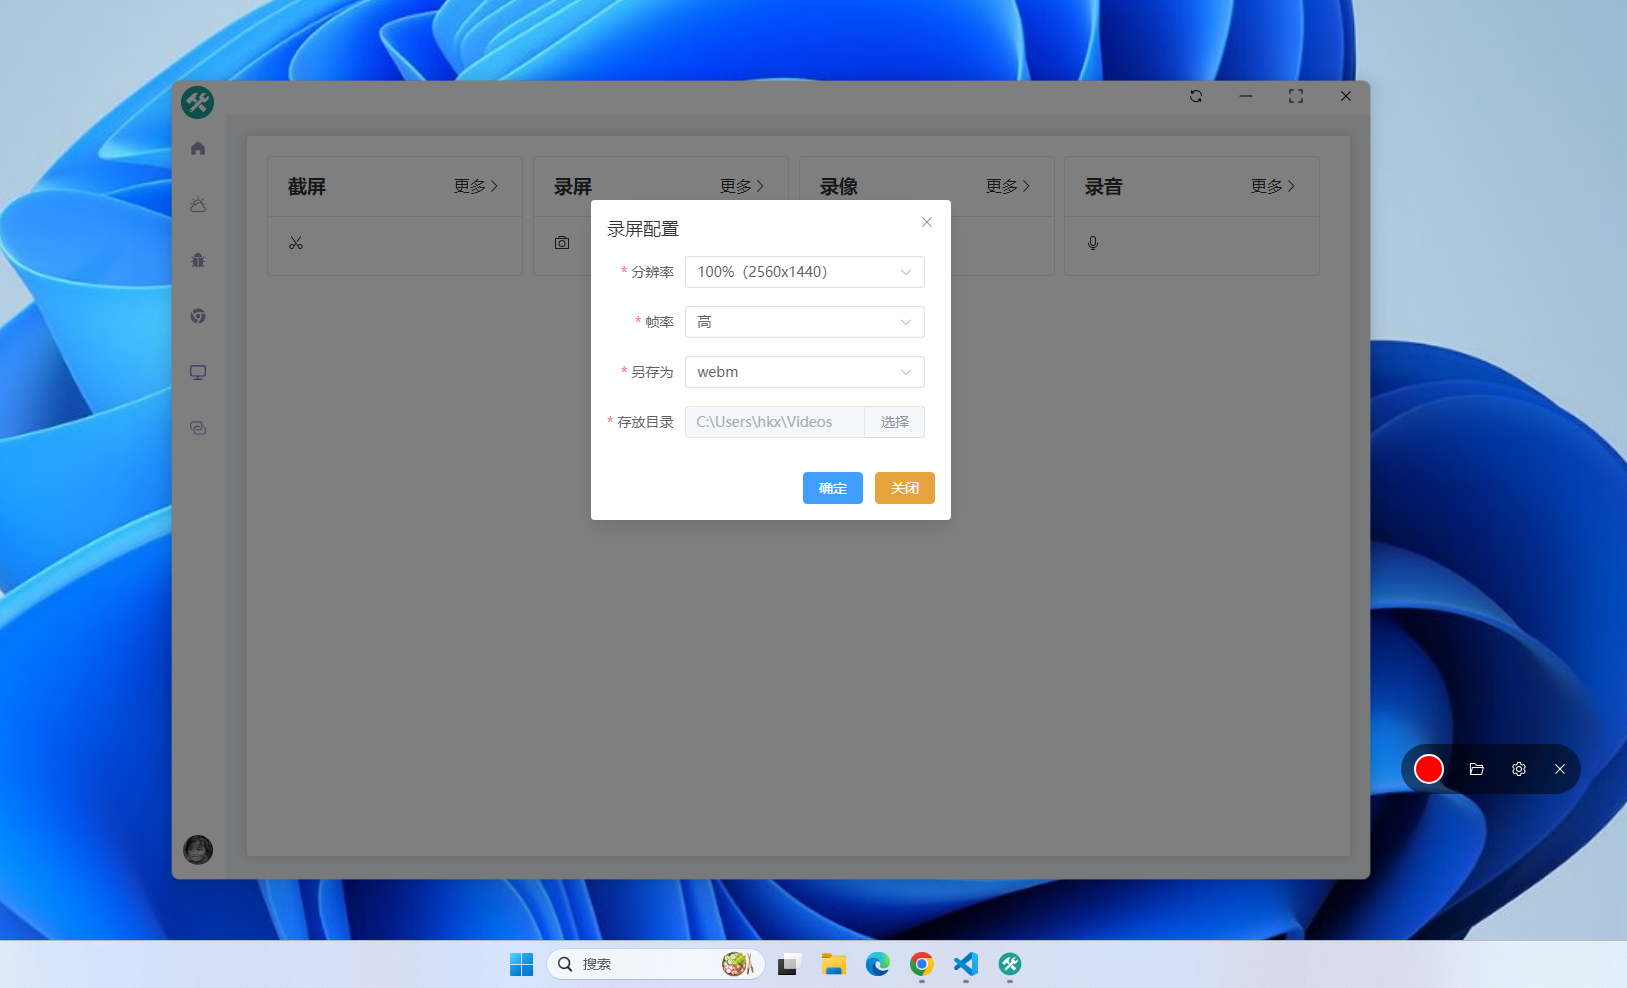 截屏
更多
录屏
更多
录像
更多
录音
更多
录屏配置
* 分辨率
100%（2560x1440）
* 帧率
高
* 另存为
webm
* 存放目录
C:\Users\hkx\Videos
选择
确定
关闭
搜索